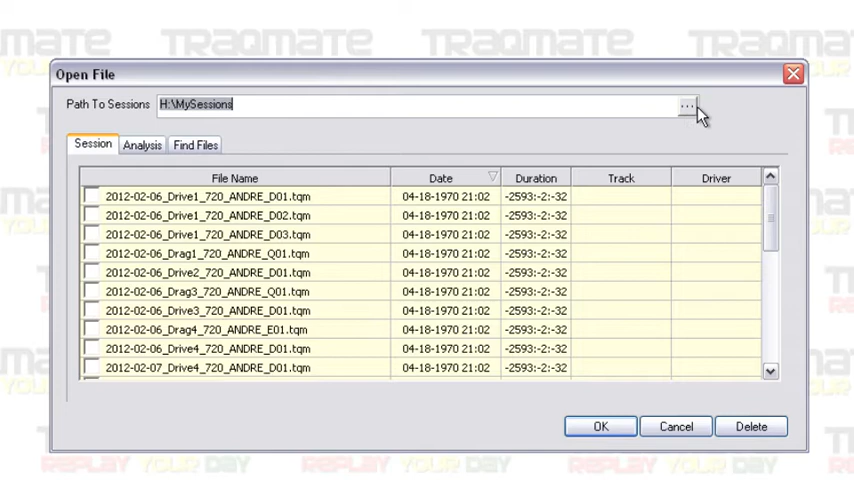 TRAQMATE TRAQMATE TRAQMATE
Open File
Path To Sessions H:\MySessions ...
Session Analysis Find Files
File Name Date Duration Track Driver
2012-02-06_Drive1_720_ANDRE_D01.tqm 04-18-1970 21:02 -2593:-2:-32
2012-02-06_Drive1_720_ANDRE_D02.tqm 04-18-1970 21:02 -2593:-2:-32
2012-02-06_Drive1_720_ANDRE_D03.tqm 04-18-1970 21:02 -2593:-2:-32
2012-02-06_Drag1_720_ANDRE_Q01.tqm 04-18-1970 21:02 -2593:-2:-32
2012-02-06_Drive2_720_ANDRE_D01.tqm 04-18-1970 21:02 -2593:-2:-32
2012-02-06_Drag3_720_ANDRE_Q01.tqm 04-18-1970 21:02 -2593:-2:-32
2012-02-06_Drive3_720_ANDRE_D01.tqm 04-18-1970 21:02 -2593:-2:-32
2012-02-06_Drag4_720_ANDRE_E01.tqm 04-18-1970 21:02 -2593:-2:-32
2012-02-06_Drive4_720_ANDRE_D01.tqm 04-18-1970 21:02 -2593:-2:-32
2012-02-07_Drive4_720_ANDRE_D01.tqm 04-18-1970 21:02 -2593:-2:-32
OK Cancel Delete
REPLAY YOUR DAY REPLAY YOUR DAY REPLAY